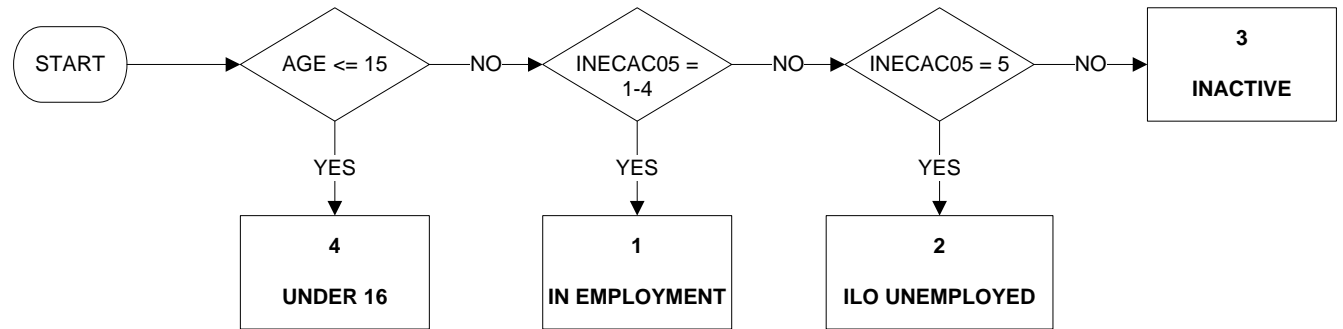 START
AGE <= 15
NO
INECAC05 =
1-4
NO
INECAC05 = 5
NO
3
INACTIVE
YES
YES
YES
4
UNDER 16
1
IN EMPLOYMENT
2
ILO UNEMPLOYED